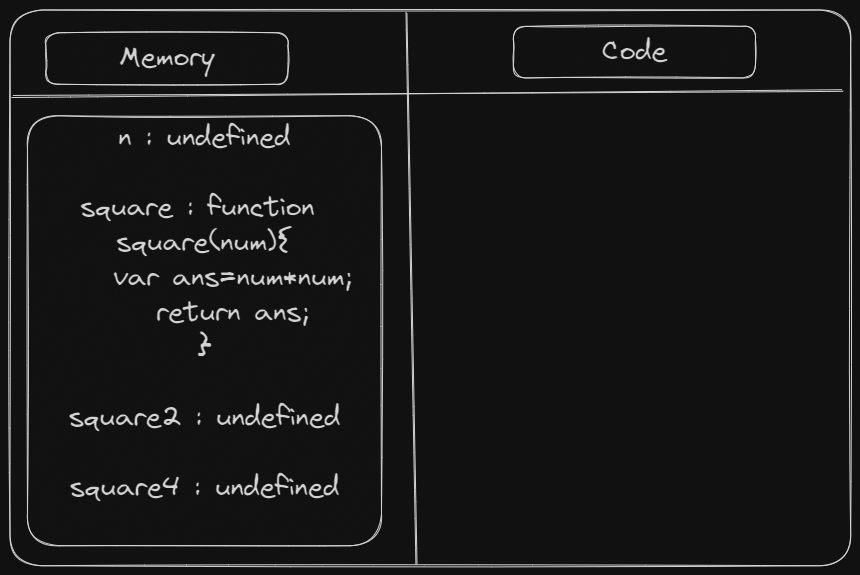 Memory
Code
n : undefined
square : function
square(num){
var ans=num*num;
return ans;
}
square2 : undefined
square4 : undefined